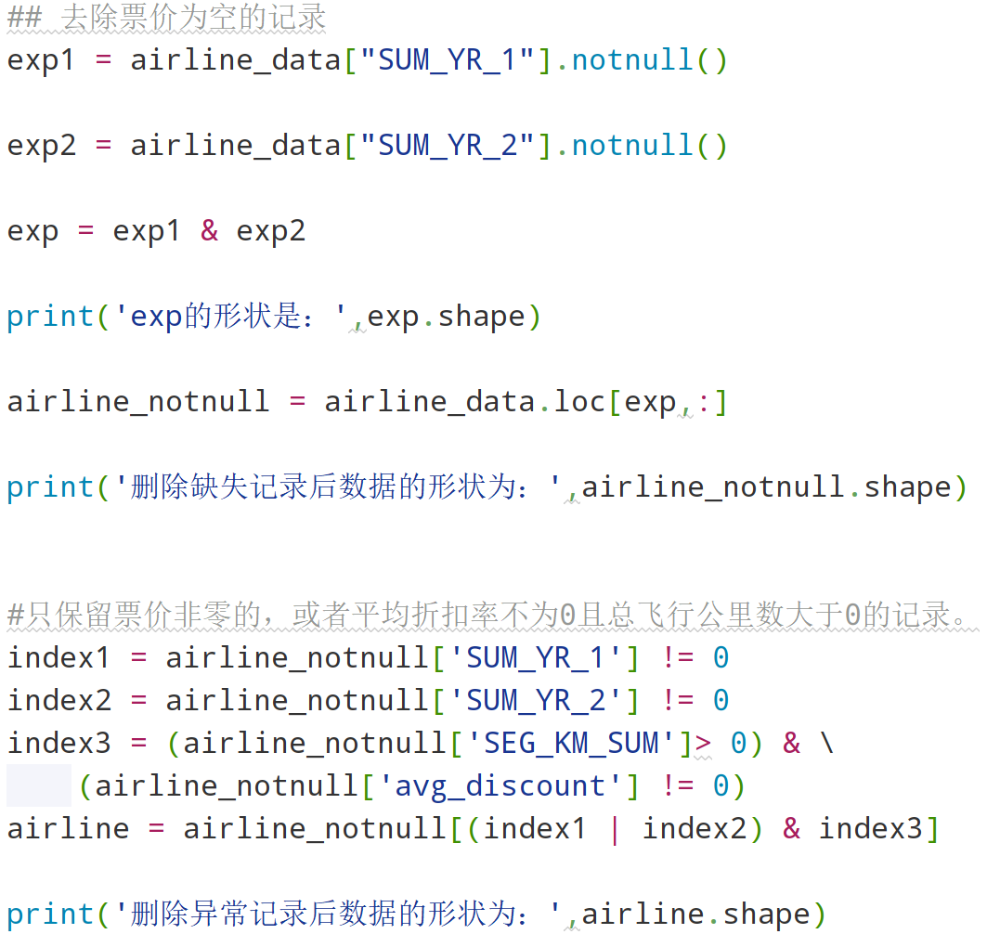 ## 去除票价为空的记录
exp1 = airline_data["SUM_YR_1"].notnull()
exp2 = airline_data["SUM_YR_2"].notnull()
exp = exp1 & exp2
print('exp的形状是：',exp.shape)
airline_notnull = airline_data.loc[exp,:]
print('删除缺失记录后数据的形状为：',airline_notnull.shape)
#只保留票价非零的，或者平均折扣率不为0且总飞行公里数大于0的记录。
index1 = airline_notnull['SUM_YR_1'] != 0
index2 = airline_notnull['SUM_YR_2'] != 0
index3 = (airline_notnull['SEG_KM_SUM']> 0) & \
    (airline_notnull['avg_discount'] != 0)
airline = airline_notnull[(index1 | index2) & index3]
print('删除异常记录后数据的形状为：',airline.shape)